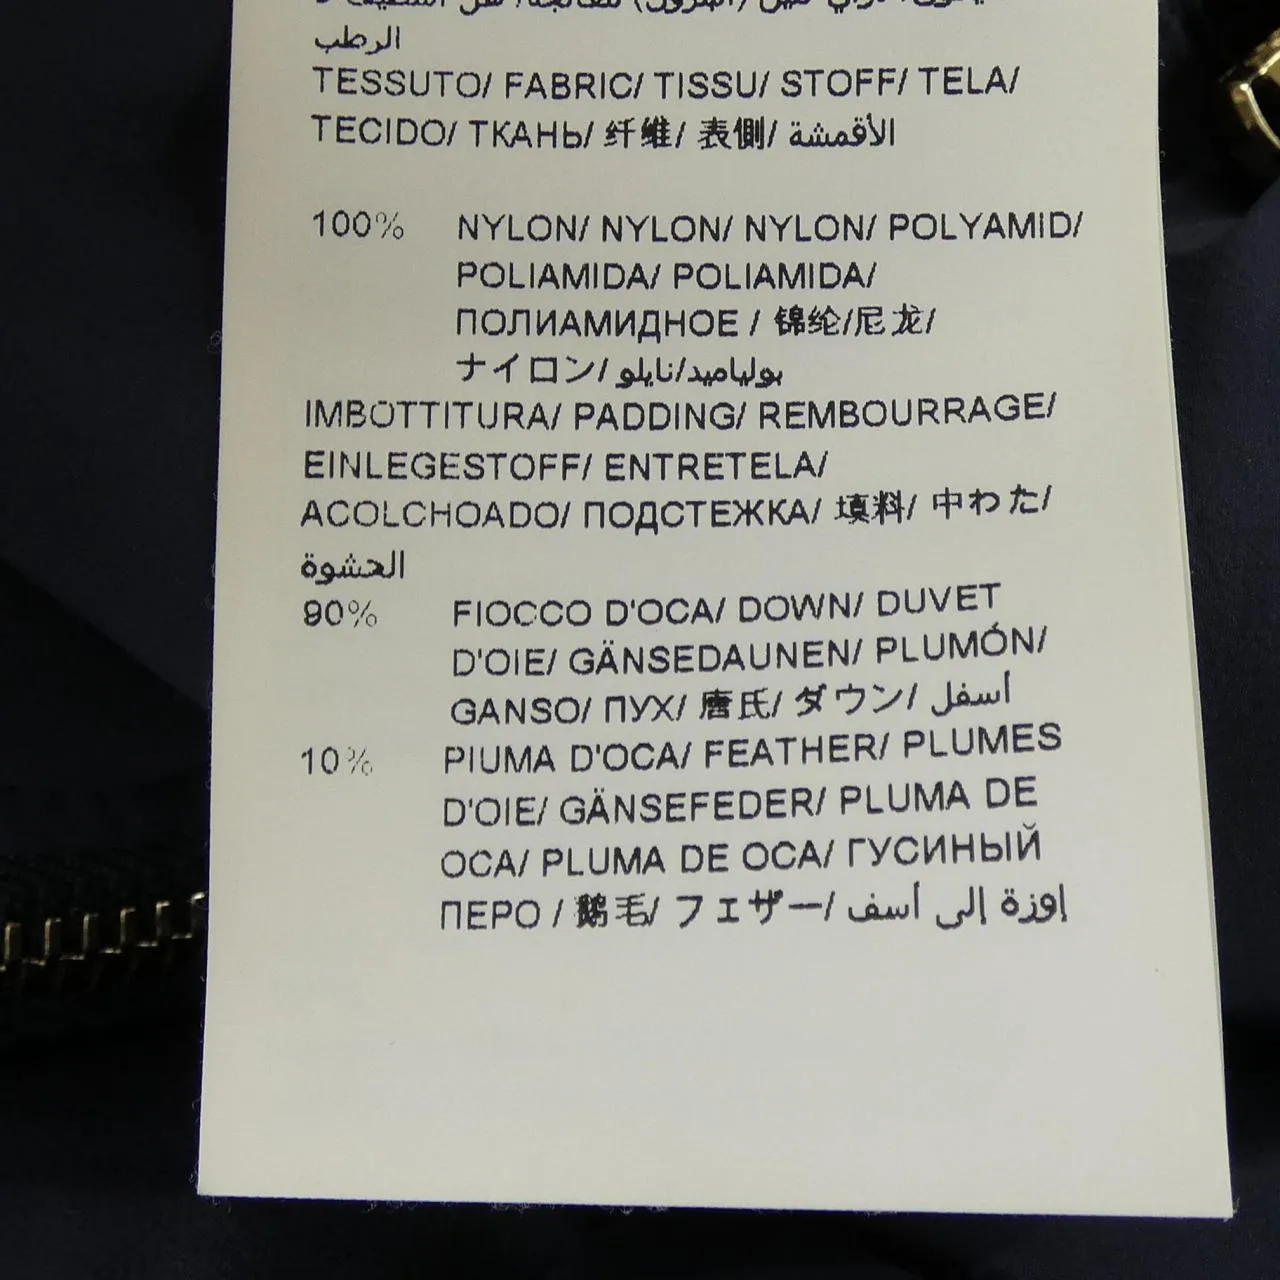 الرطب
TESSUTO/ FABRIC/ TISSU/ STOFF/ TELA/
TECIDO/ ТКАНЬ/ 纤维/ 表側/ الأقمشة
100% NYLON/ NYLON/ NYLON/ POLYAMID/
POLIAMIDA/ POLIAMIDA/
ПОЛИАМИДНОЕ / 锦纶/尼龙/
ナイロン/ بولياميد/نايلو
IMBOTTITURA/ PADDING/ REMBOURRAGE/
EINLEGESTOFF/ ENTRETELA/
ACOLCHOADO/ ПОДСТЕЖКА/ 填料/ 中わた/
الحشوة
90% FIOCCO D'OCA/ DOWN/ DUVET
D'OIE/ GÄNSEDAUNEN/ PLUMÓN/
GANSO/ ПУХ/ 唐氏/ ダウン/ أسفل
10% PIUMA D'OCA/ FEATHER/ PLUMES
D'OIE/ GÄNSEFEDER/ PLUMA DE
OCA/ PLUMA DE OCA/ ГУСИНЫЙ
ПЕРО / 鹅毛/ フェザー/ إوزة إلى أسف